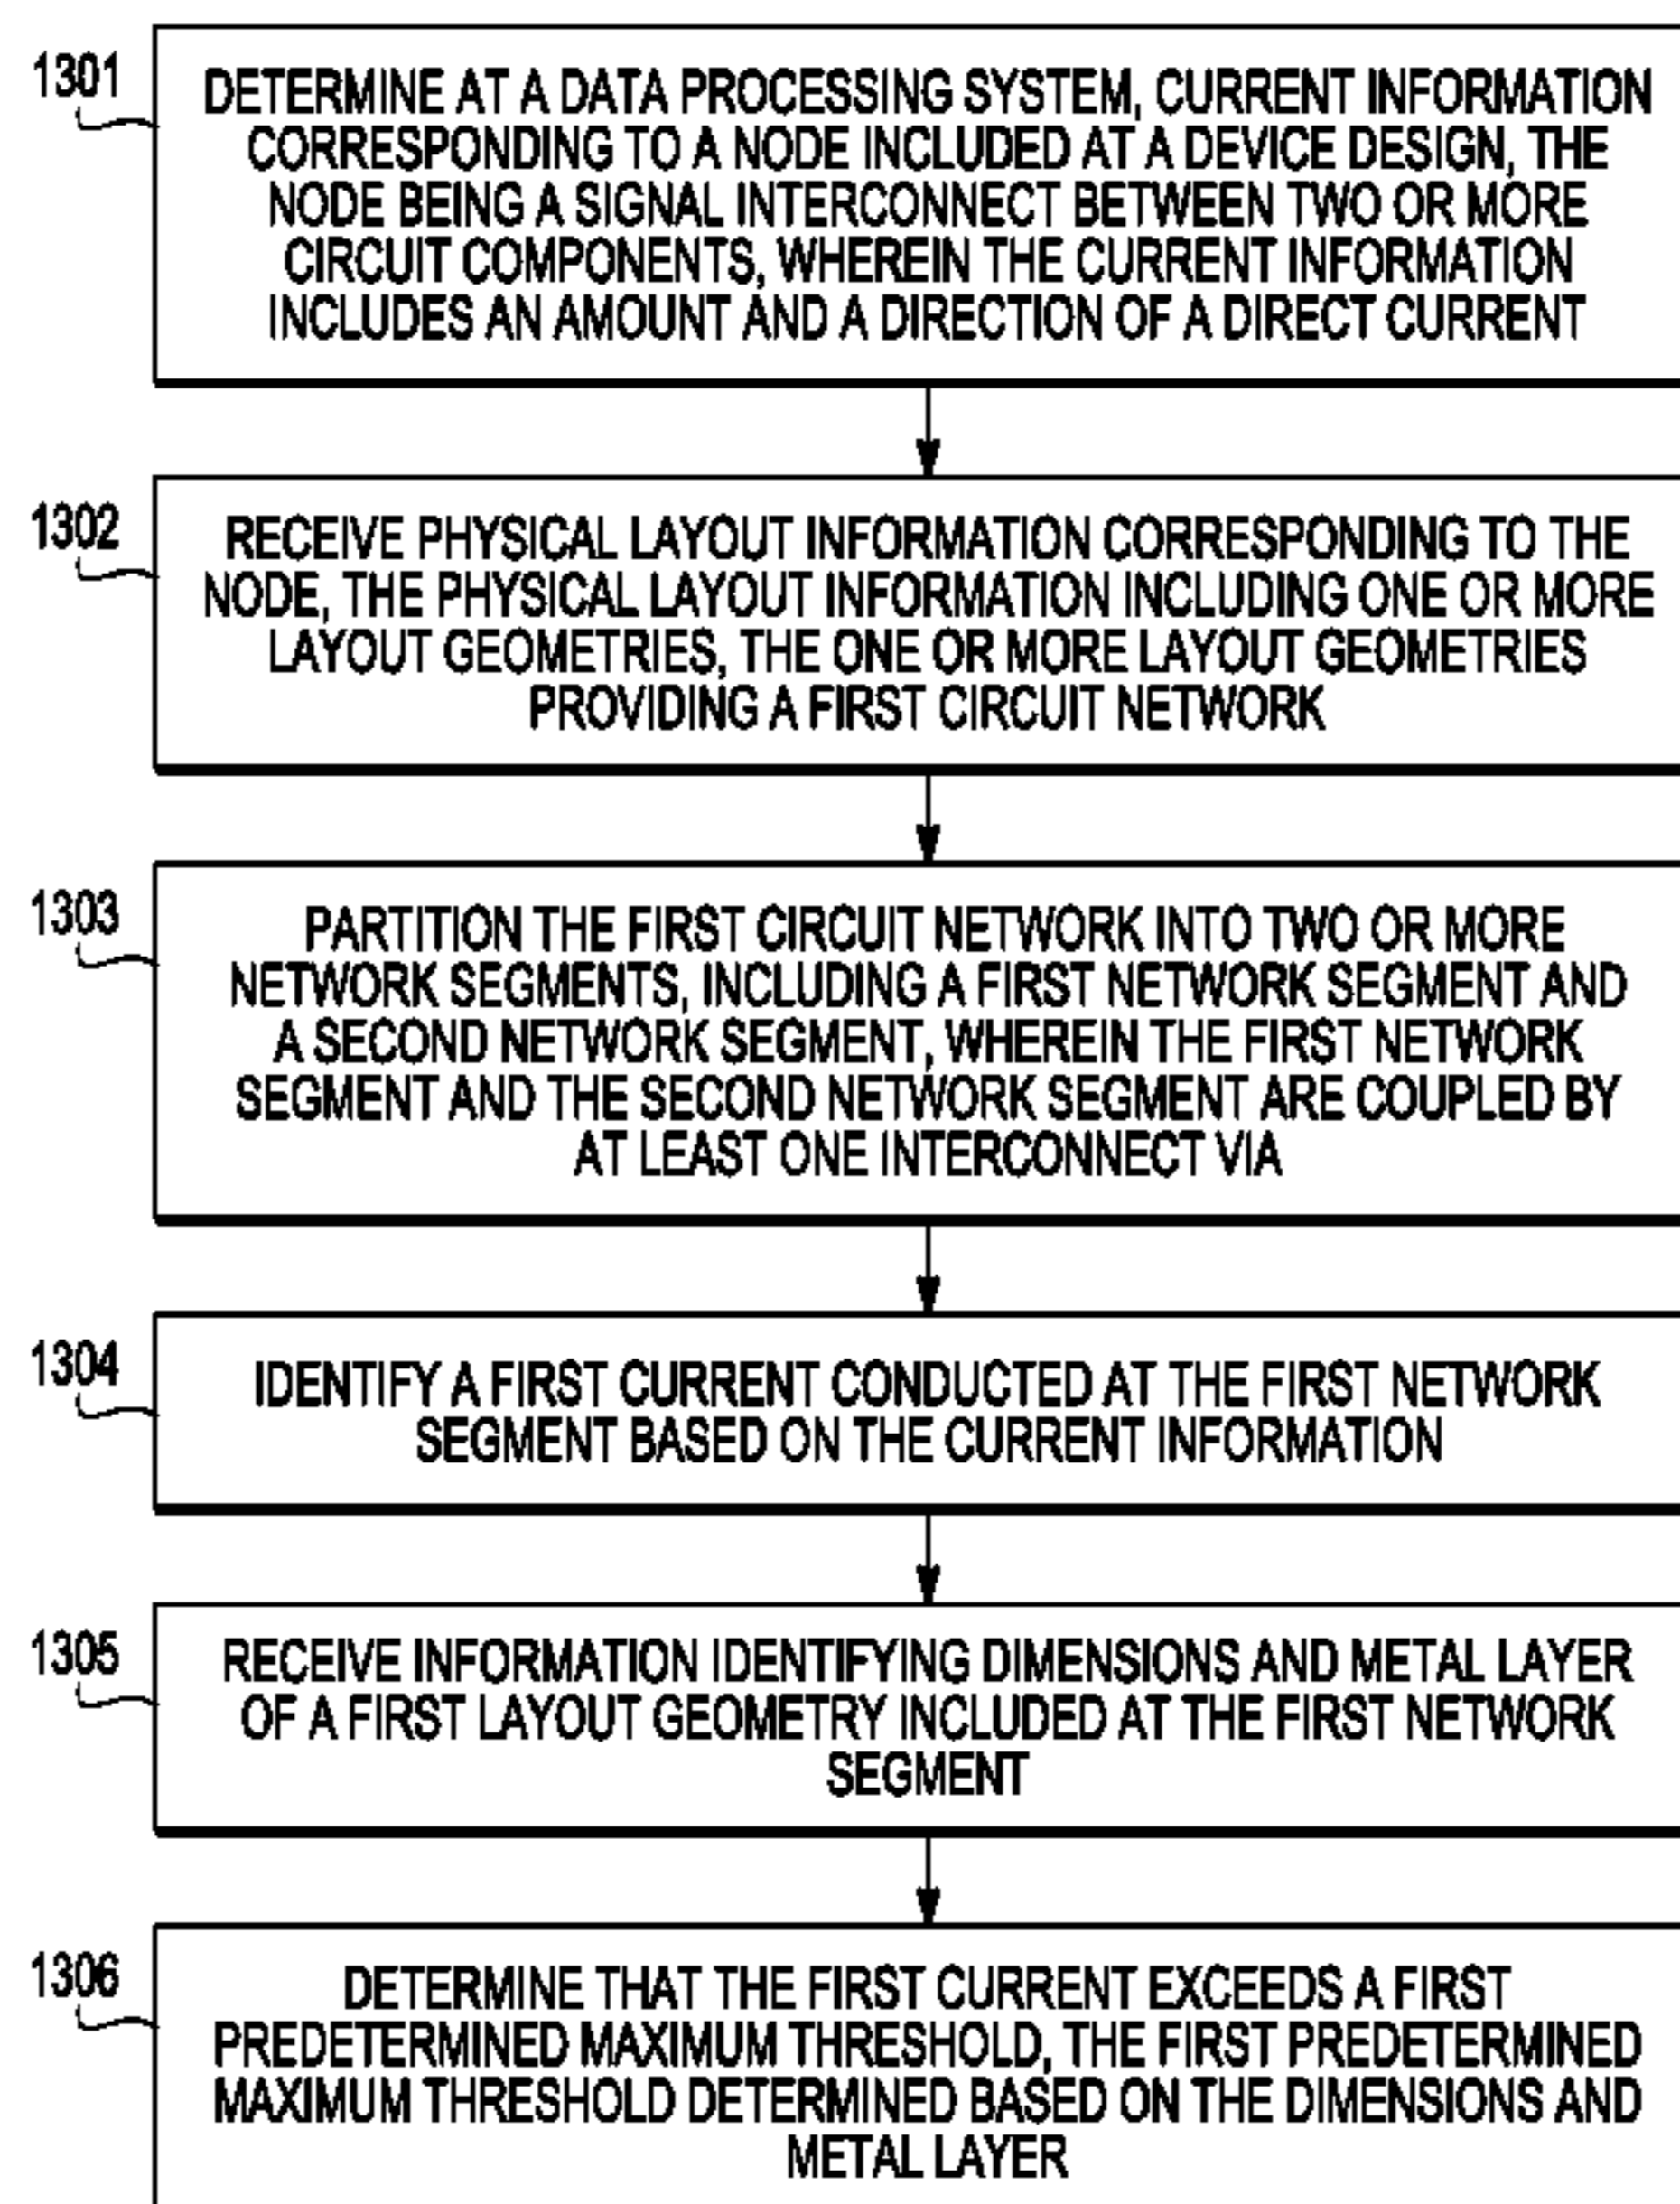 1301
DETERMINE AT A DATA PROCESSING SYSTEM, CURRENT INFORMATION
CORRESPONDING TO A NODE INCLUDED AT A DEVICE DESIGN, THE
NODE BEING A SIGNAL INTERCONNECT BETWEEN TWO OR MORE
CIRCUIT COMPONENTS, WHEREIN THE CURRENT INFORMATION
INCLUDES AN AMOUNT AND A DIRECTION OF A DIRECT CURRENT
1302
RECEIVE PHYSICAL LAYOUT INFORMATION CORRESPONDING TO THE
NODE, THE PHYSICAL LAYOUT INFORMATION INCLUDING ONE OR MORE
LAYOUT GEOMETRIES, THE ONE OR MORE LAYOUT GEOMETRIES
PROVIDING A FIRST CIRCUIT NETWORK
1303
PARTITION THE FIRST CIRCUIT NETWORK INTO TWO OR MORE
NETWORK SEGMENTS, INCLUDING A FIRST NETWORK SEGMENT AND
A SECOND NETWORK SEGMENT, WHEREIN THE FIRST NETWORK
SEGMENT AND THE SECOND NETWORK SEGMENT ARE COUPLED BY
AT LEAST ONE INTERCONNECT VIA
1304
IDENTIFY A FIRST CURRENT CONDUCTED AT THE FIRST NETWORK
SEGMENT BASED ON THE CURRENT INFORMATION
1305
RECEIVE INFORMATION IDENTIFYING DIMENSIONS AND METAL LAYER
OF A FIRST LAYOUT GEOMETRY INCLUDED AT THE FIRST NETWORK
SEGMENT
1306
DETERMINE THAT THE FIRST CURRENT EXCEEDS A FIRST
PREDETERMINED MAXIMUM THRESHOLD, THE FIRST PREDETERMINED
MAXIMUM THRESHOLD DETERMINED BASED ON THE DIMENSIONS AND
METAL LAYER